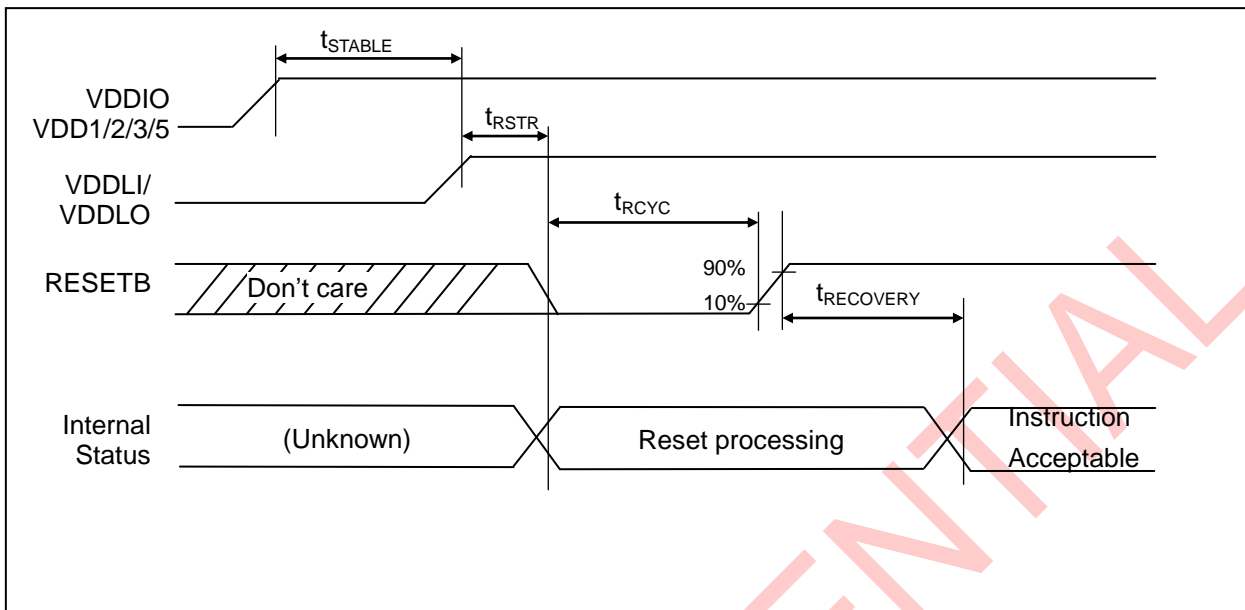 tSTABLE
VDDIO
VDD1/2/3/5
tRSTR
VDDLI/
VDDLO
tRCYC
RESETB
Don't care
90%
10%
tRECOVERY
Internal
Status
(Unknown)
Reset processing
Instruction
Acceptable
ENTIAL